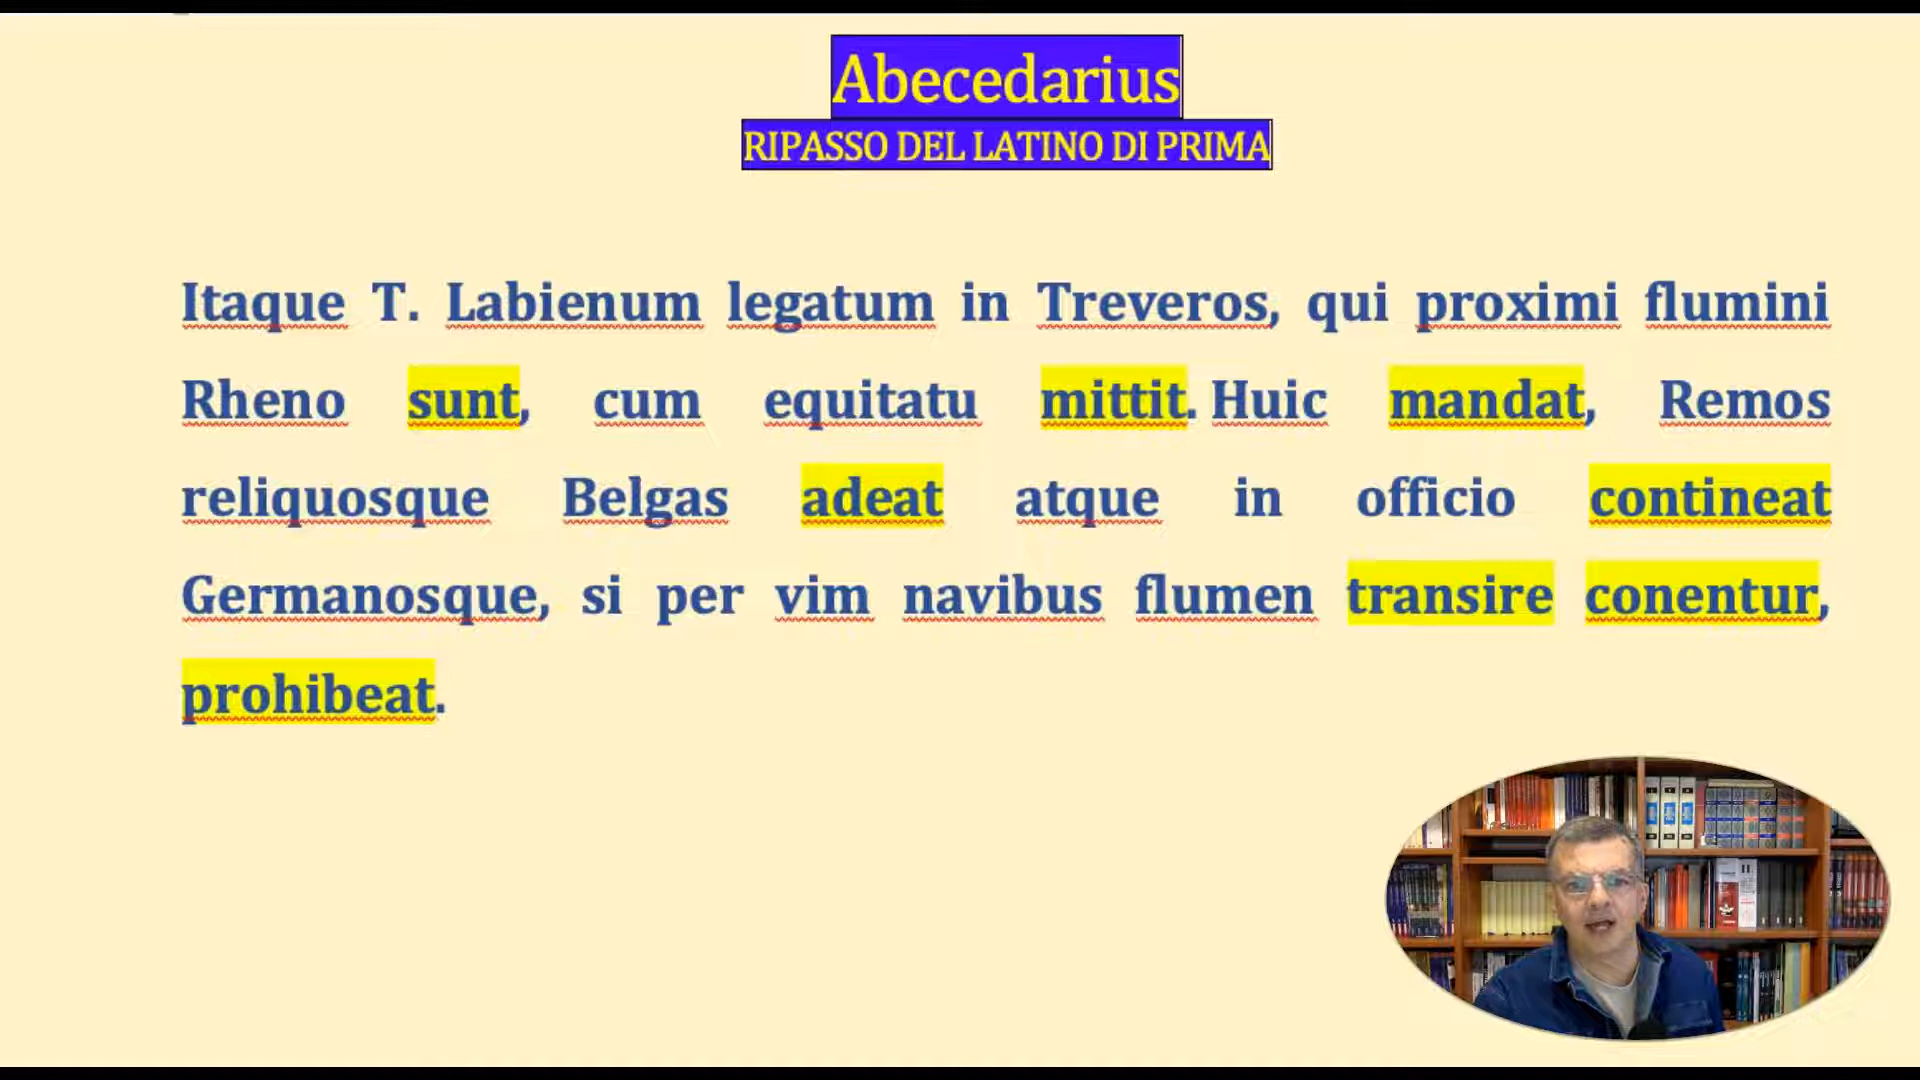 Abecedarius
RIPASSO DEL LATINO DI PRIMA
Itaque T. Labienum legatum in Treveros, qui proximi flumini
Rheno sunt, cum equitatu mittit. Huic mandat, Remos
reliquosque Belgas adeat atque in officio contineat
Germanosque, si per vim navibus flumen transire conentur,
prohibeat.